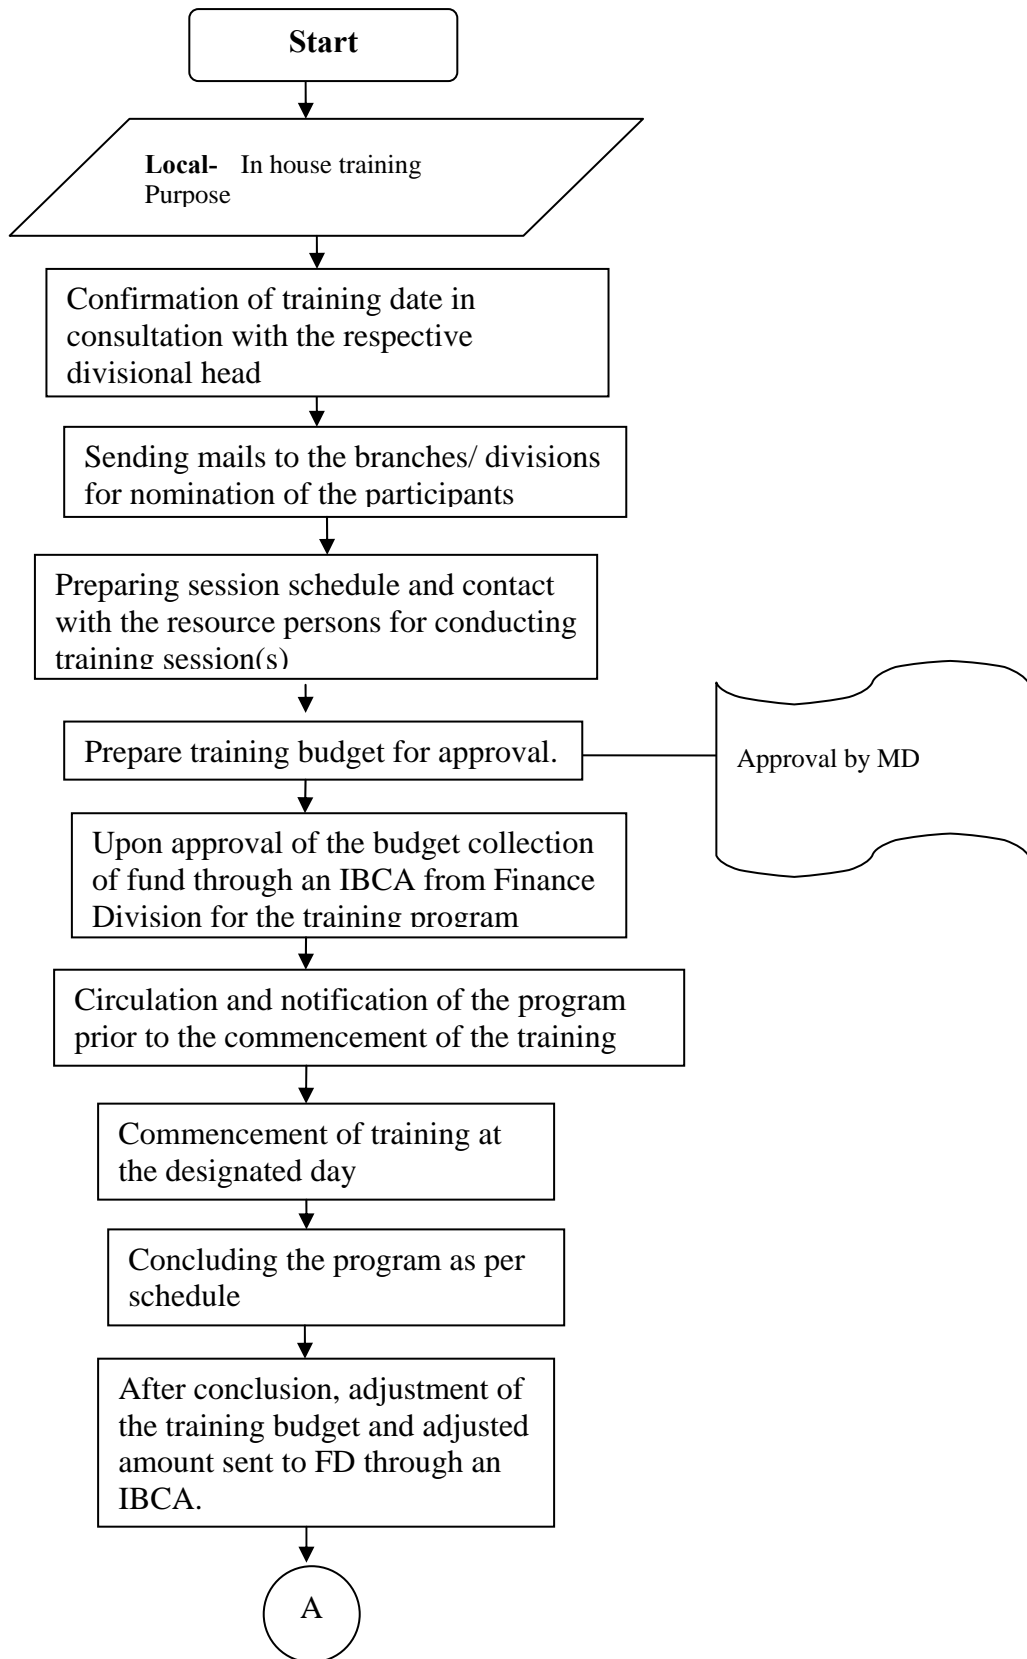 Start
Local- In house training
Purpose
Confirmation of training date in
consultation with the respective
divisional head
Sending mails to the branches/ divisions
for nomination of the participants
Preparing session schedule and contact
with the resource persons for conducting
training session(s)
Prepare training budget for approval.
Approval by MD
Upon approval of the budget collection
of fund through an IBCA from Finance
Division for the training program
Circulation and notification of the program
prior to the commencement of the training
Commencement of training at
the designated day
Concluding the program as per
schedule
After conclusion, adjustment of
the training budget and adjusted
amount sent to FD through an
IBCA.
A